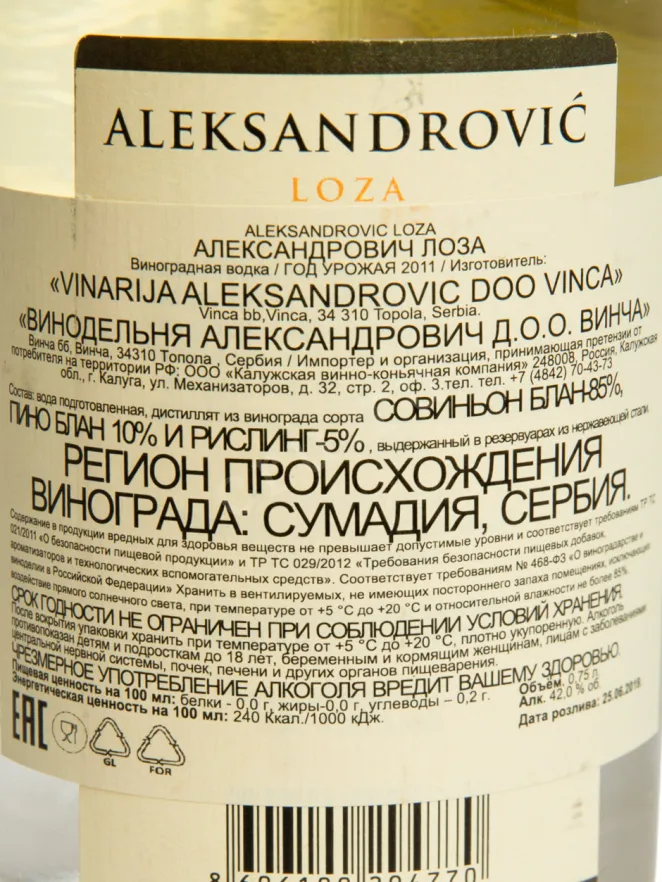 ALEKSANDROVIĆ
LOZA
ALEKSANDROVIC LOZA
АЛЕКСАНДРОВИЧ ЛОЗА
Виноградная водка / ГОД УРОЖАЯ 2011 / Изготовитель:
«VINARIJA ALEKSANDROVIC DOO VINCA»
Vinca bb, Vinca, 34 310 Topola, Serbia.
«ВИНОДЕЛЬНЯ АЛЕКСАНДРОВИЧ Д.О.О. ВИНЧА»
Винча бб, Винча, 34310 Топола , Сербия / Импортер и организация, принимающая претензии от
потребителя на территории РФ: ООО «Калужская винно-коньячная компания» 248009, Россия, Калужская
обл., г. Калуга, ул. Механизаторов, д. 32, стр. 2, оф. 3.тел. тел. +7 (4842) 70-43-73
Состав: вода подготовленная, дистиллят из винограда сорта СОВИНЬОН БЛАН-85%,
ПИНО БЛАН 10% И РИСЛИНГ-5% , выдержанный в резервуарах из нержавеющей стали.
РЕГИОН ПРОИСХОЖДЕНИЯ
ВИНОГРАДА: СУМАДИЯ, СЕРБИЯ.
Содержание в продукции вредных для здоровья веществ не превышает допустимые уровни и соответствует требованиям ТР ТС
021/2011 «О безопасности пищевой продукции» и ТР ТС 029/2012 «Требования безопасности пищевых добавок,
ароматизаторов и технологических вспомогательных средств». Соответствует требованиям № 468-ФЗ «О виноградарстве и
виноделии в Российской Федерации» Хранить в вентилируемых, не имеющих постороннего запаха помещениях, исключающих
воздействие прямого солнечного света, при температуре от +5 °С до +20 °С и относительной влажности не более 85%.
СРОК ГОДНОСТИ НЕ ОГРАНИЧЕН ПРИ СОБЛЮДЕНИИ УСЛОВИЙ ХРАНЕНИЯ.
После вскрытия упаковки хранить при температуре от +5 °С до +20 °С, плотно укупоренную. Алкоголь
противопоказан детям и подросткам до 18 лет, беременным и кормящим женщинам, лицам с заболеваниями
центральной нервной системы, почек, печени и других органов пищеварения.
ЧРЕЗМЕРНОЕ УПОТРЕБЛЕНИЕ АЛКОГОЛЯ ВРЕДИТ ВАШЕМУ ЗДОРОВЬЮ.
Пищевая ценность на 100 мл: белки - 0,0 г, жиры-0,0 г, углеводы – 0,2 г.
Энергетическая ценность на 100 мл: 240 Ккал./1000 кДж.
Объём. 0,75 л
Алк. 42,0 % об.
Дата розлива: 25.06.2015
EAC
GL
FOR